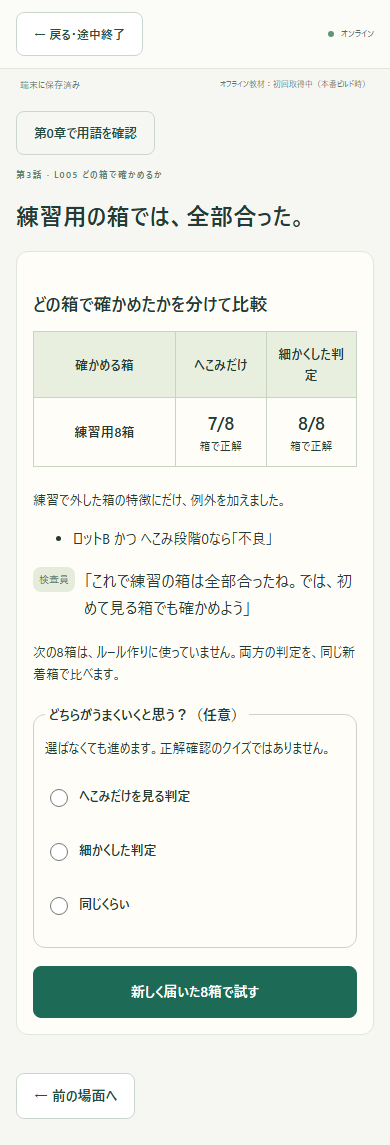 ← 戻る・途中終了
オンライン
端末に保存済み
オフライン教材：初回取得中（本番ビルド時）
第0章で用語を確認
第3話 · L005 どの箱で確かめるか
練習用の箱では、全部合った。
どの箱で確かめたかを分けて比較
確かめる箱
へこみだけ
細かくした判
定
練習用8箱
7/8
箱で正解
8/8
箱で正解
練習で外した箱の特徴にだけ、例外を加えました。
• ロットB かつ へこみ段階0なら「不良」
検査員
「これで練習の箱は全部合ったね。では、初
めて見る箱でも確かめよう」
次の8箱は、ルール作りに使っていません。両方の判定を、同じ新
着箱で比べます。
どちらがうまくいくと思う？（任意）
選ばなくても進めます。正解確認のクイズではありません。
へこみだけを見る判定
細かくした判定
同じくらい
新しく届いた8箱で試す
← 前の場面へ